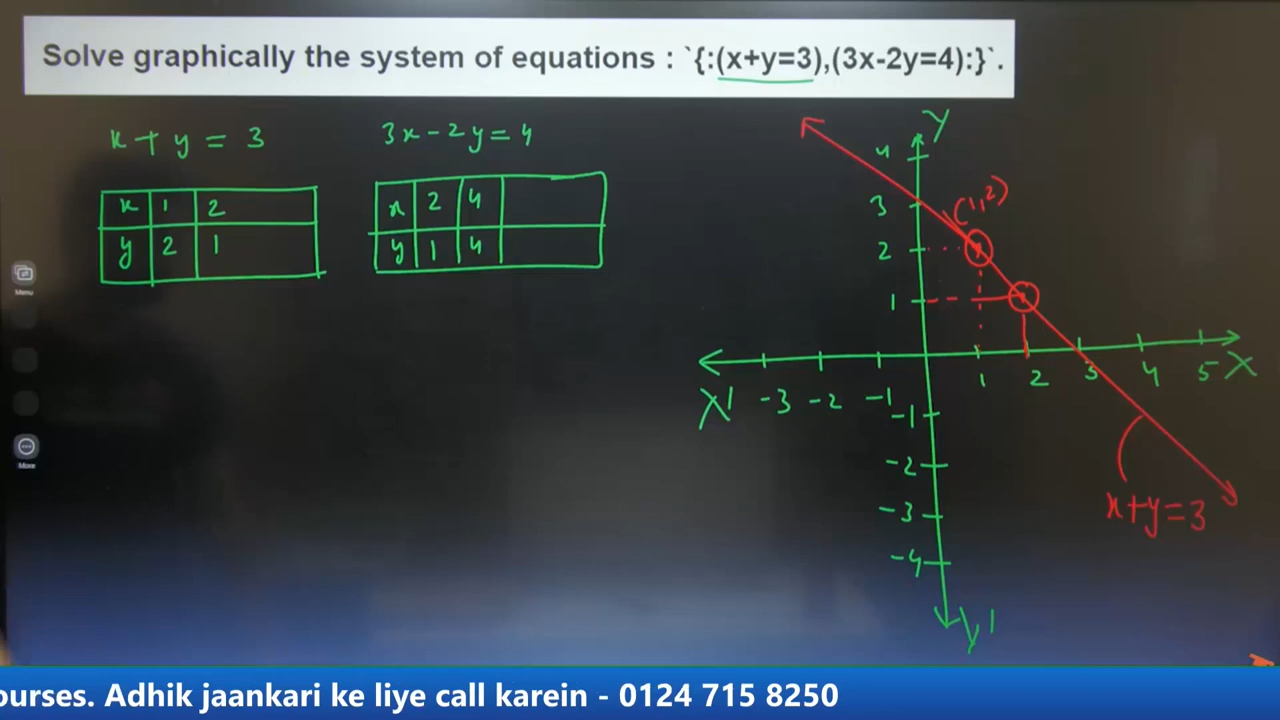 Solve graphically the system of equations : `{:(x+y=3),(3x-2y=4):}`.
x + y = 3
3x - 2y = 4
x 1 2
y 2 1
x 2 4
y 1 4
Menu
More
Y
4
3
2
1
(1,2)
X' -3 -2 -1
1 2 3 4 5 X
-1
-2
-3
-4
Y'
x+y=3
ourses. Adhik jaankari ke liye call karein - 0124 715 8250